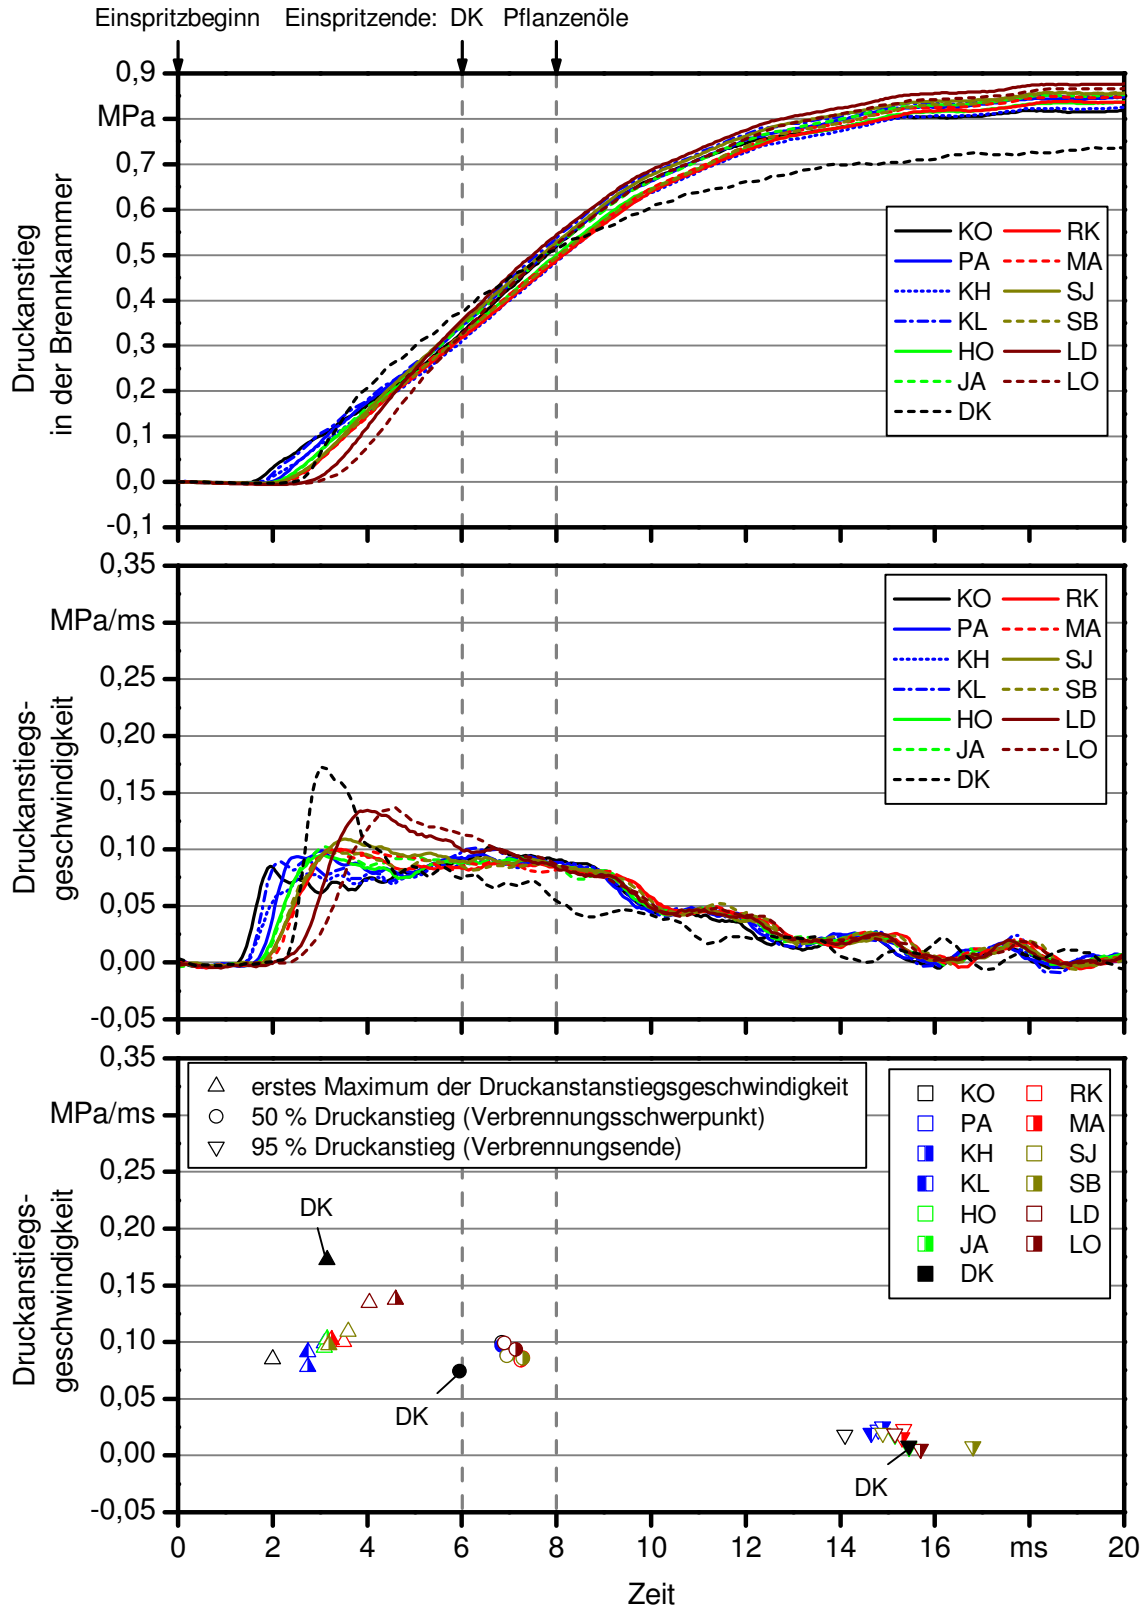 Einspritzbeginn Einspritzende: DK Pflanzenöle
0,9
MPa
0,7
0,6
0,5
0,4
0,3
0,2
0,1
0,0
-0,1
Druckanstieg
in der Brennkammer
KO RK
PA MA
KH SJ
KL SB
HO LD
JA LO
DK
0,35
MPa/ms
0,25
0,20
0,15
0,10
0,05
0,00
-0,05
Druckanstiegs-
geschwindigkeit
KO RK
PA MA
KH SJ
KL SB
HO LD
JA LO
DK
0,35
MPa/ms
0,25
0,20
0,15
0,10
0,05
0,00
-0,05
Druckanstiegs-
geschwindigkeit
erstes Maximum der Druckanstanstiegsgeschwindigkeit
50 % Druckanstieg (Verbrennungsschwerpunkt)
95 % Druckanstieg (Verbrennungsende)
KO RK
PA MA
KH SJ
KL SB
HO LD
JA LO
DK
DK
DK
DK
0 2 4 6 8 10 12 14 16 ms 20
Zeit